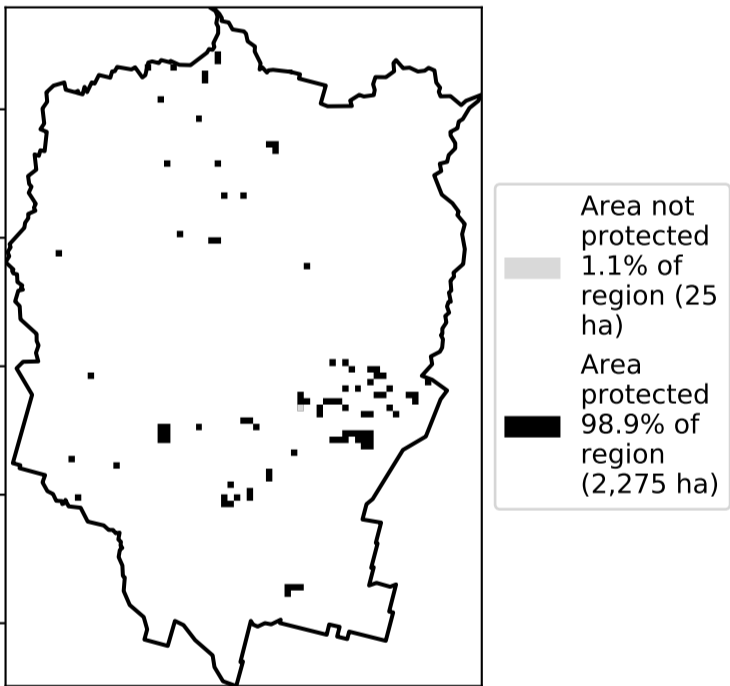 Area not
protected
1.1% of
region (25
ha)
Area
protected
98.9% of
region
(2,275 ha)